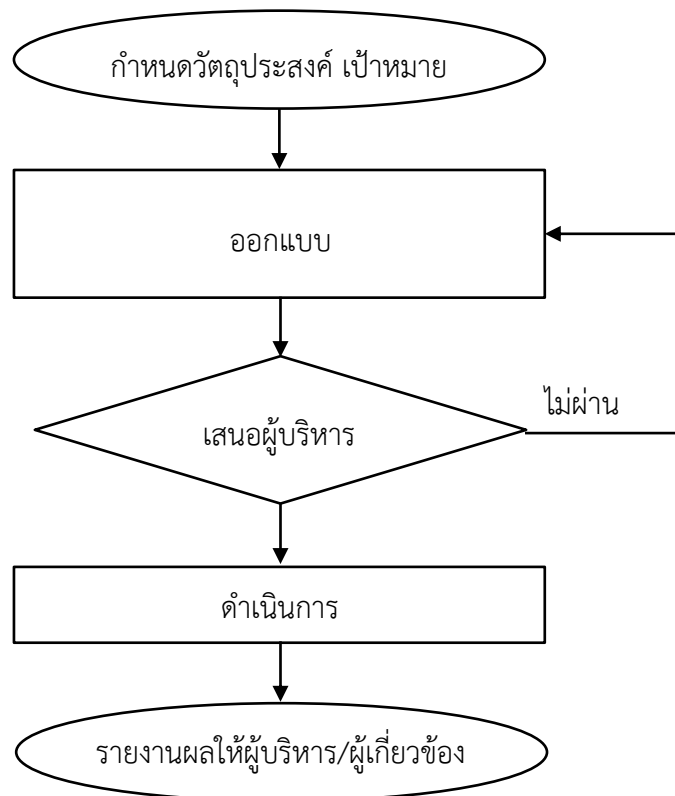 กำหนดวัตถุประสงค์ เป้าหมาย
ออกแบบ
ไม่ผ่าน
เสนอผู้บริหาร
ดำเนินการ
รายงานผลให้ผู้บริหาร/ผู้เกี่ยวข้อง